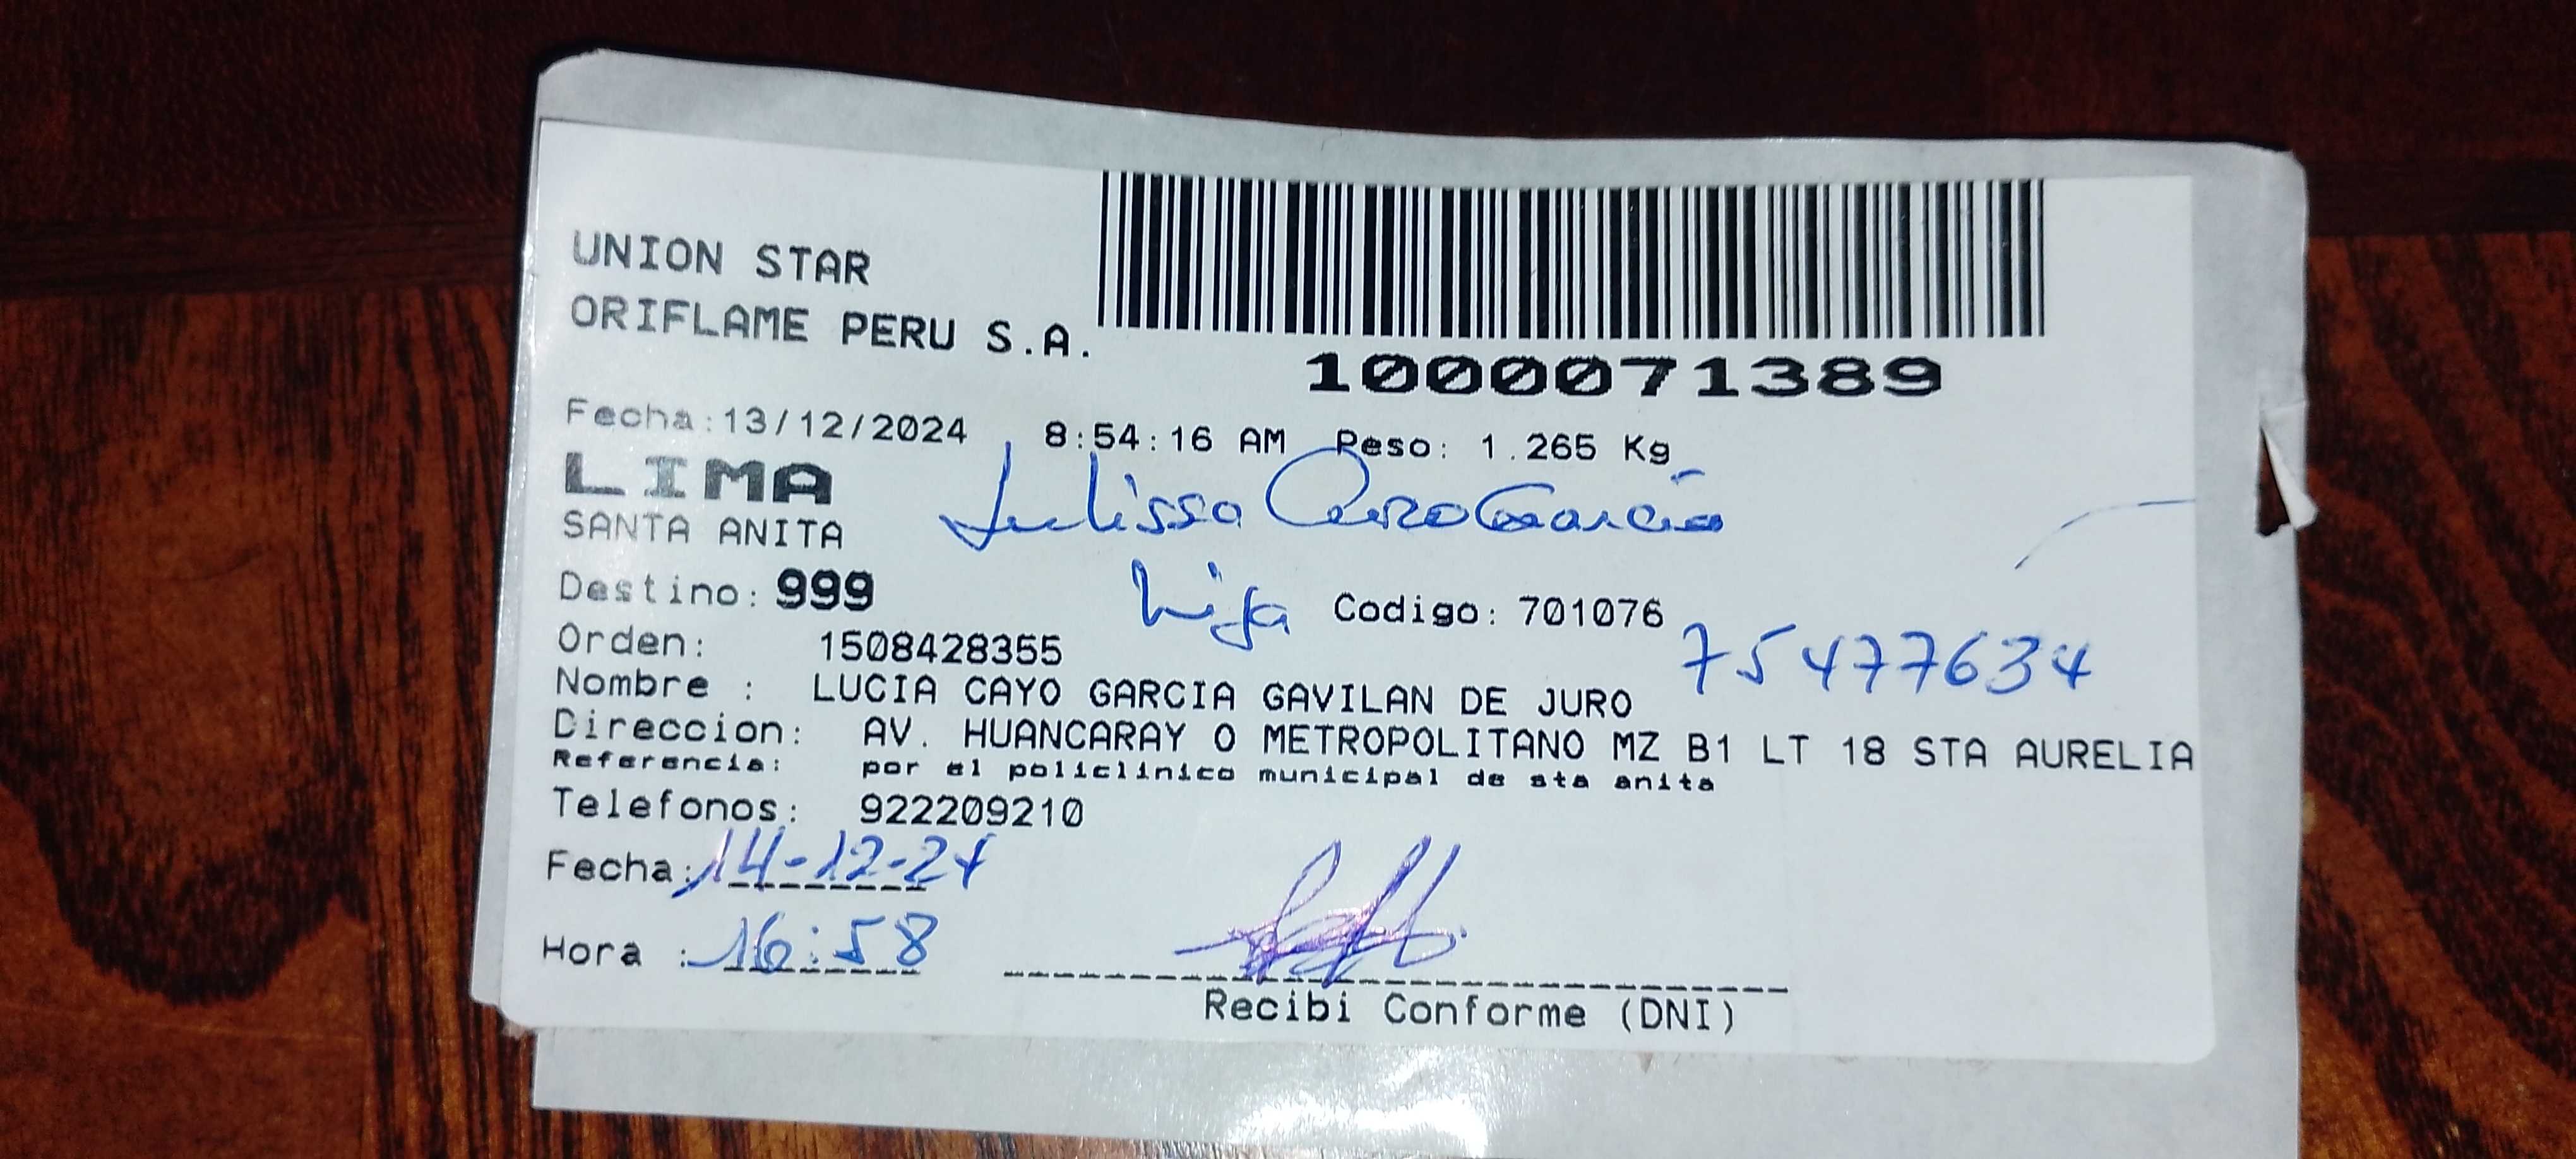 UNION STAR
ORIFLAME PERU S.A.
1000071389
Fecha:13/12/2024 8:54:16 AM Peso: 1.265 Kg
LIMA
SANTA ANITA
Julissa García
Destino: 999
hija Codigo: 701076
Orden: 1508428355
75477634
Nombre : LUCIA CAYO GARCIA GAVILAN DE JURO
Direccion: AV. HUANCARAY O METROPOLITANO MZ B1 LT 18 STA AURELIA
Referencia: por el policlinico municipal de sta anita
Telefonos: 922209210
Fecha: 14-12-24
Hora : 16:58
Recibi Conforme (DNI)